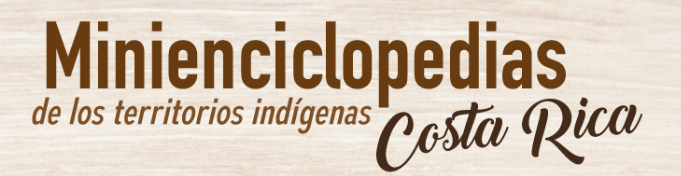 Minienciclopedias
de los territorios indígenas
Costa Rica